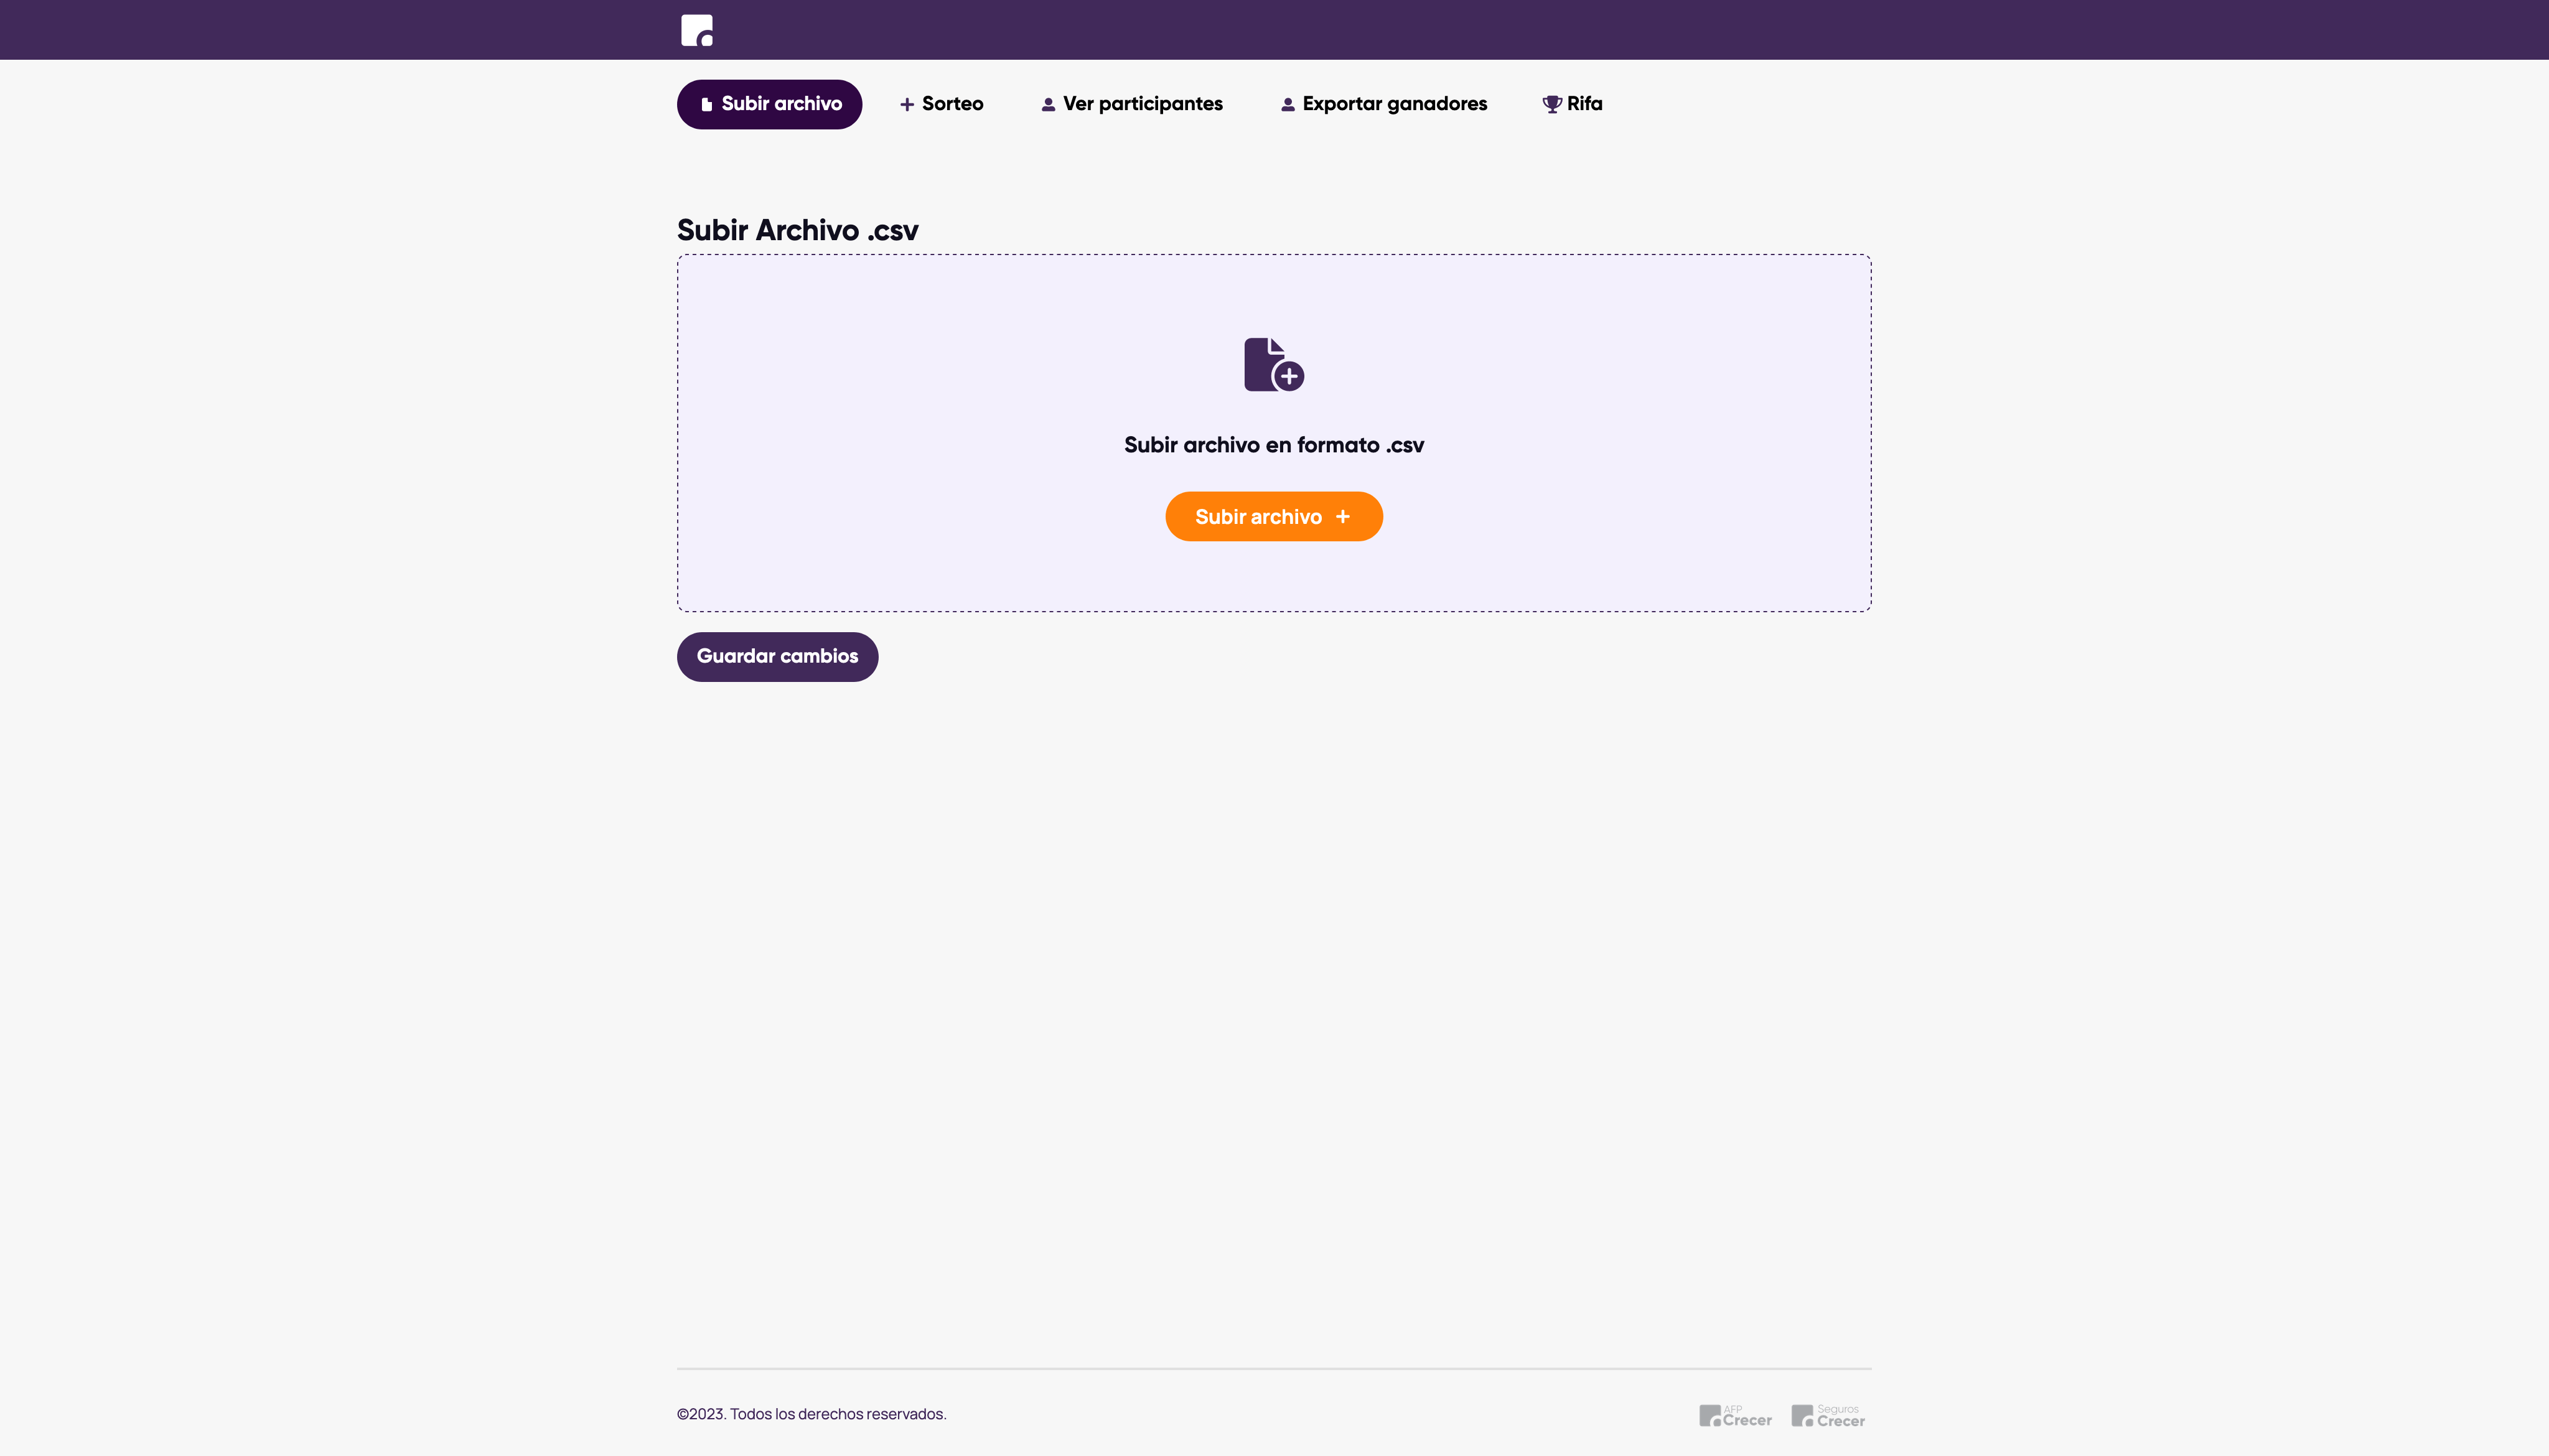 Subir archivo
Sorteo
Ver participantes
Exportar ganadores
Rifa
Subir Archivo .csv
Subir archivo en formato .csv
Subir archivo
Guardar cambios
©2023. Todos los derechos reservados.
AFP
Crecer
Seguros
Crecer